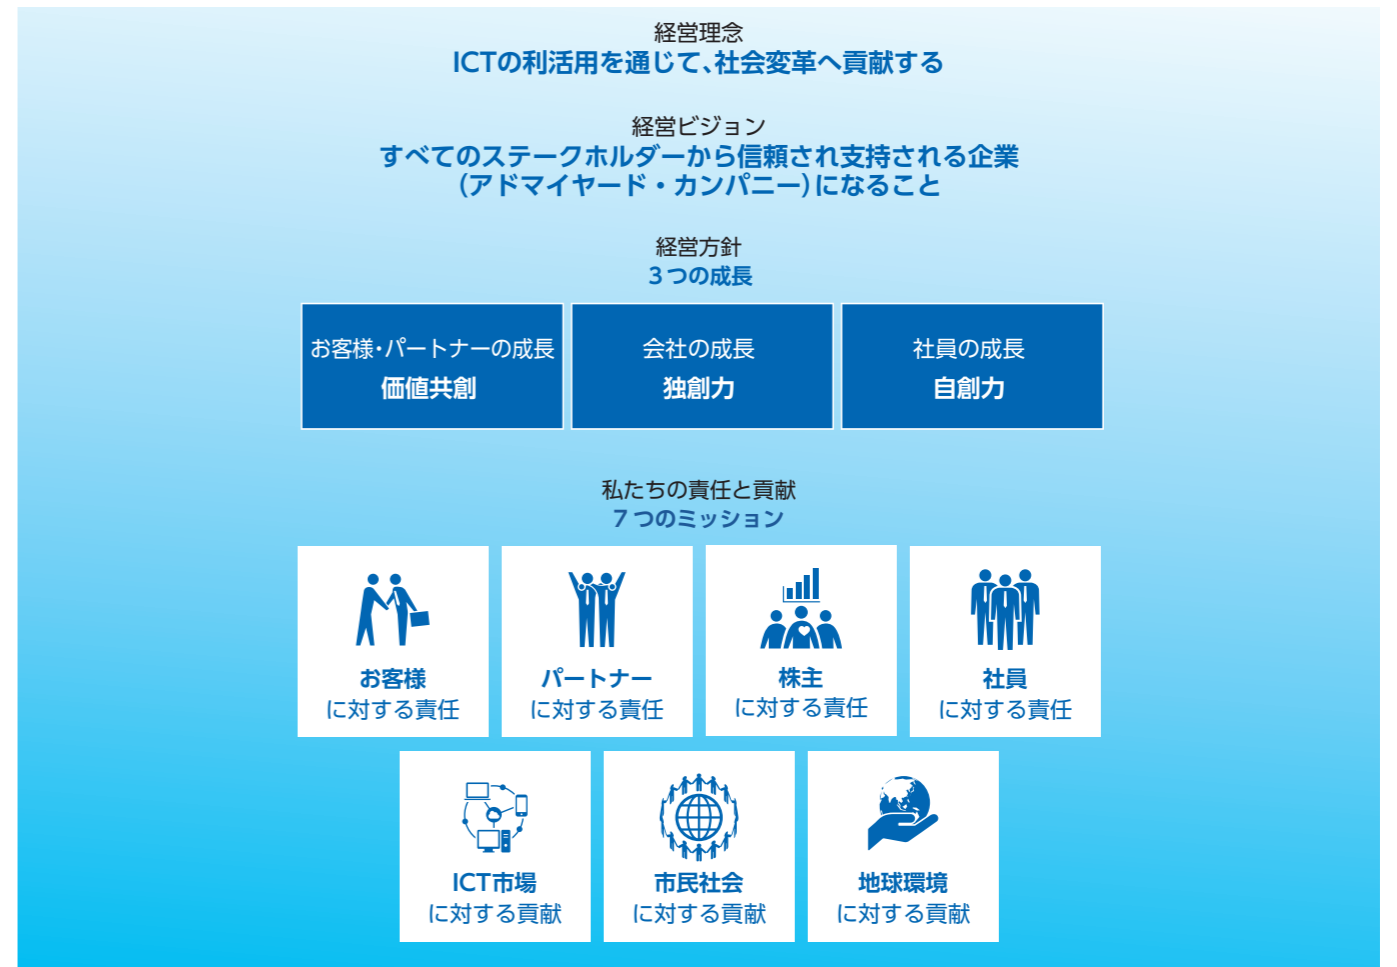 経営理念
ICTの利活用を通じて、社会変革へ貢献する
経営ビジョン
すべてのステークホルダーから信頼され支持される企業
（アドマイヤード・カンパニー）になること
経営方針
3つの成長
お客様・パートナーの成長
価値共創
会社の成長
独創力
社員の成長
自創力
私たちの責任と貢献
7つのミッション
お客様
に対する責任
パートナー
に対する責任
株主
に対する責任
社員
に対する責任
ICT市場
に対する貢献
市民社会
に対する貢献
地球環境
に対する貢献